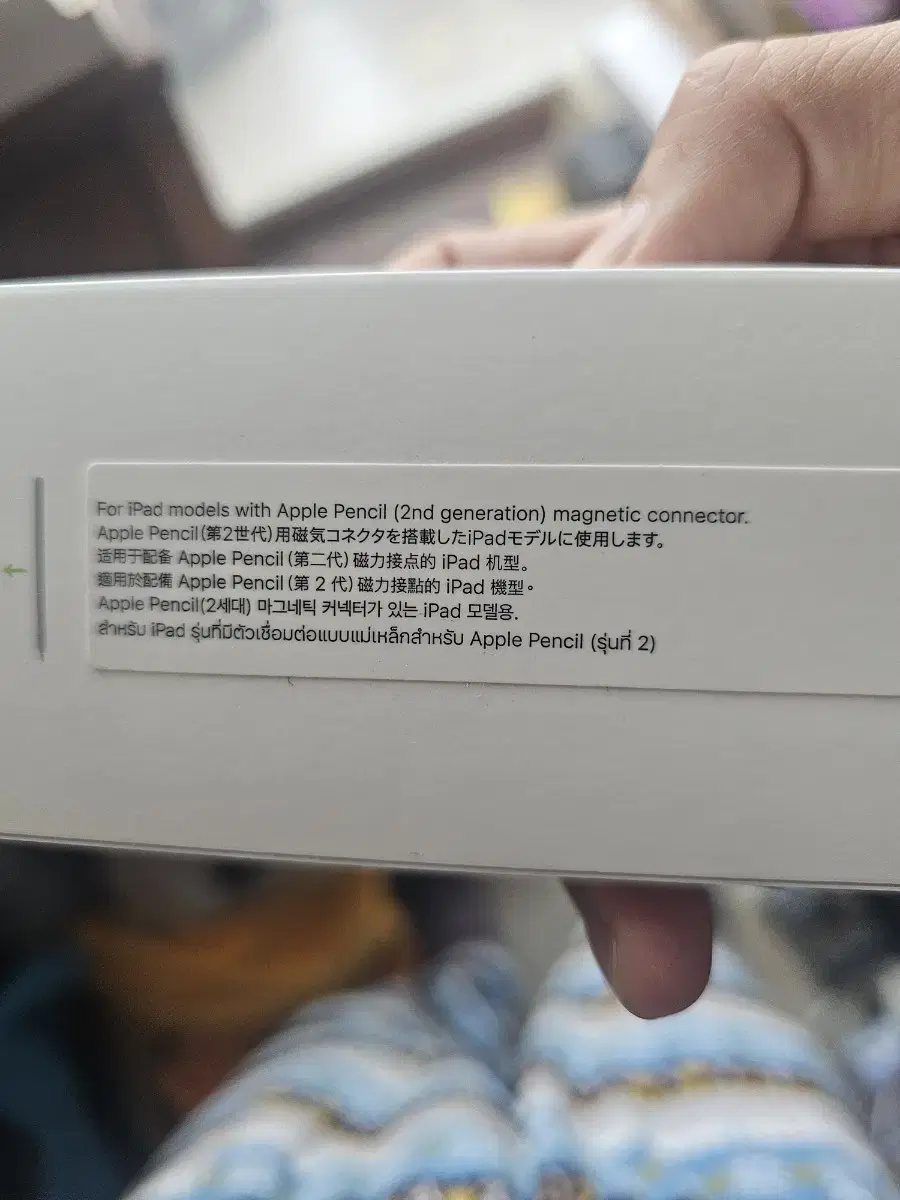 For iPad models with Apple Pencil (2nd generation) magnetic connector.
Apple Pencil(第2世代)用磁気コネクタを搭載したiPadモデルに使用します。
适用于配备 Apple Pencil (第二代) 磁力接点的 iPad 机型。
適用於配備 Apple Pencil (第 2 代) 磁力接點的 iPad 機型。
Apple Pencil(2세대) 마그네틱 커넥터가 있는 iPad 모델용.
สำหรับ iPad รุ่นที่มีตัวเชื่อมต่อแบบแม่เหล็กสำหรับ Apple Pencil (รุ่นที่ 2)